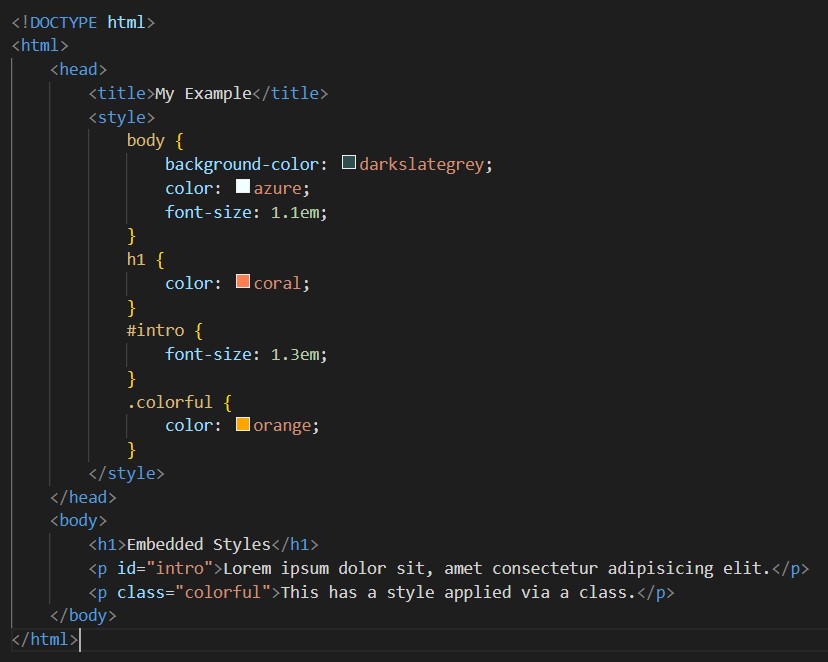 <!DOCTYPE html>
<html>
    <head>
        <title>My Example</title>
        <style>
            body {
                background-color: darkslategrey;
                color: azure;
                font-size: 1.1em;
            }
            h1 {
                color: coral;
            }
            #intro {
                font-size: 1.3em;
            }
            .colorful {
                color: orange;
            }
        </style>
    </head>
    <body>
        <h1>Embedded Styles</h1>
        <p id="intro">Lorem ipsum dolor sit, amet consectetur adipisicing elit.</p>
        <p class="colorful">This has a style applied via a class.</p>
    </body>
</html>